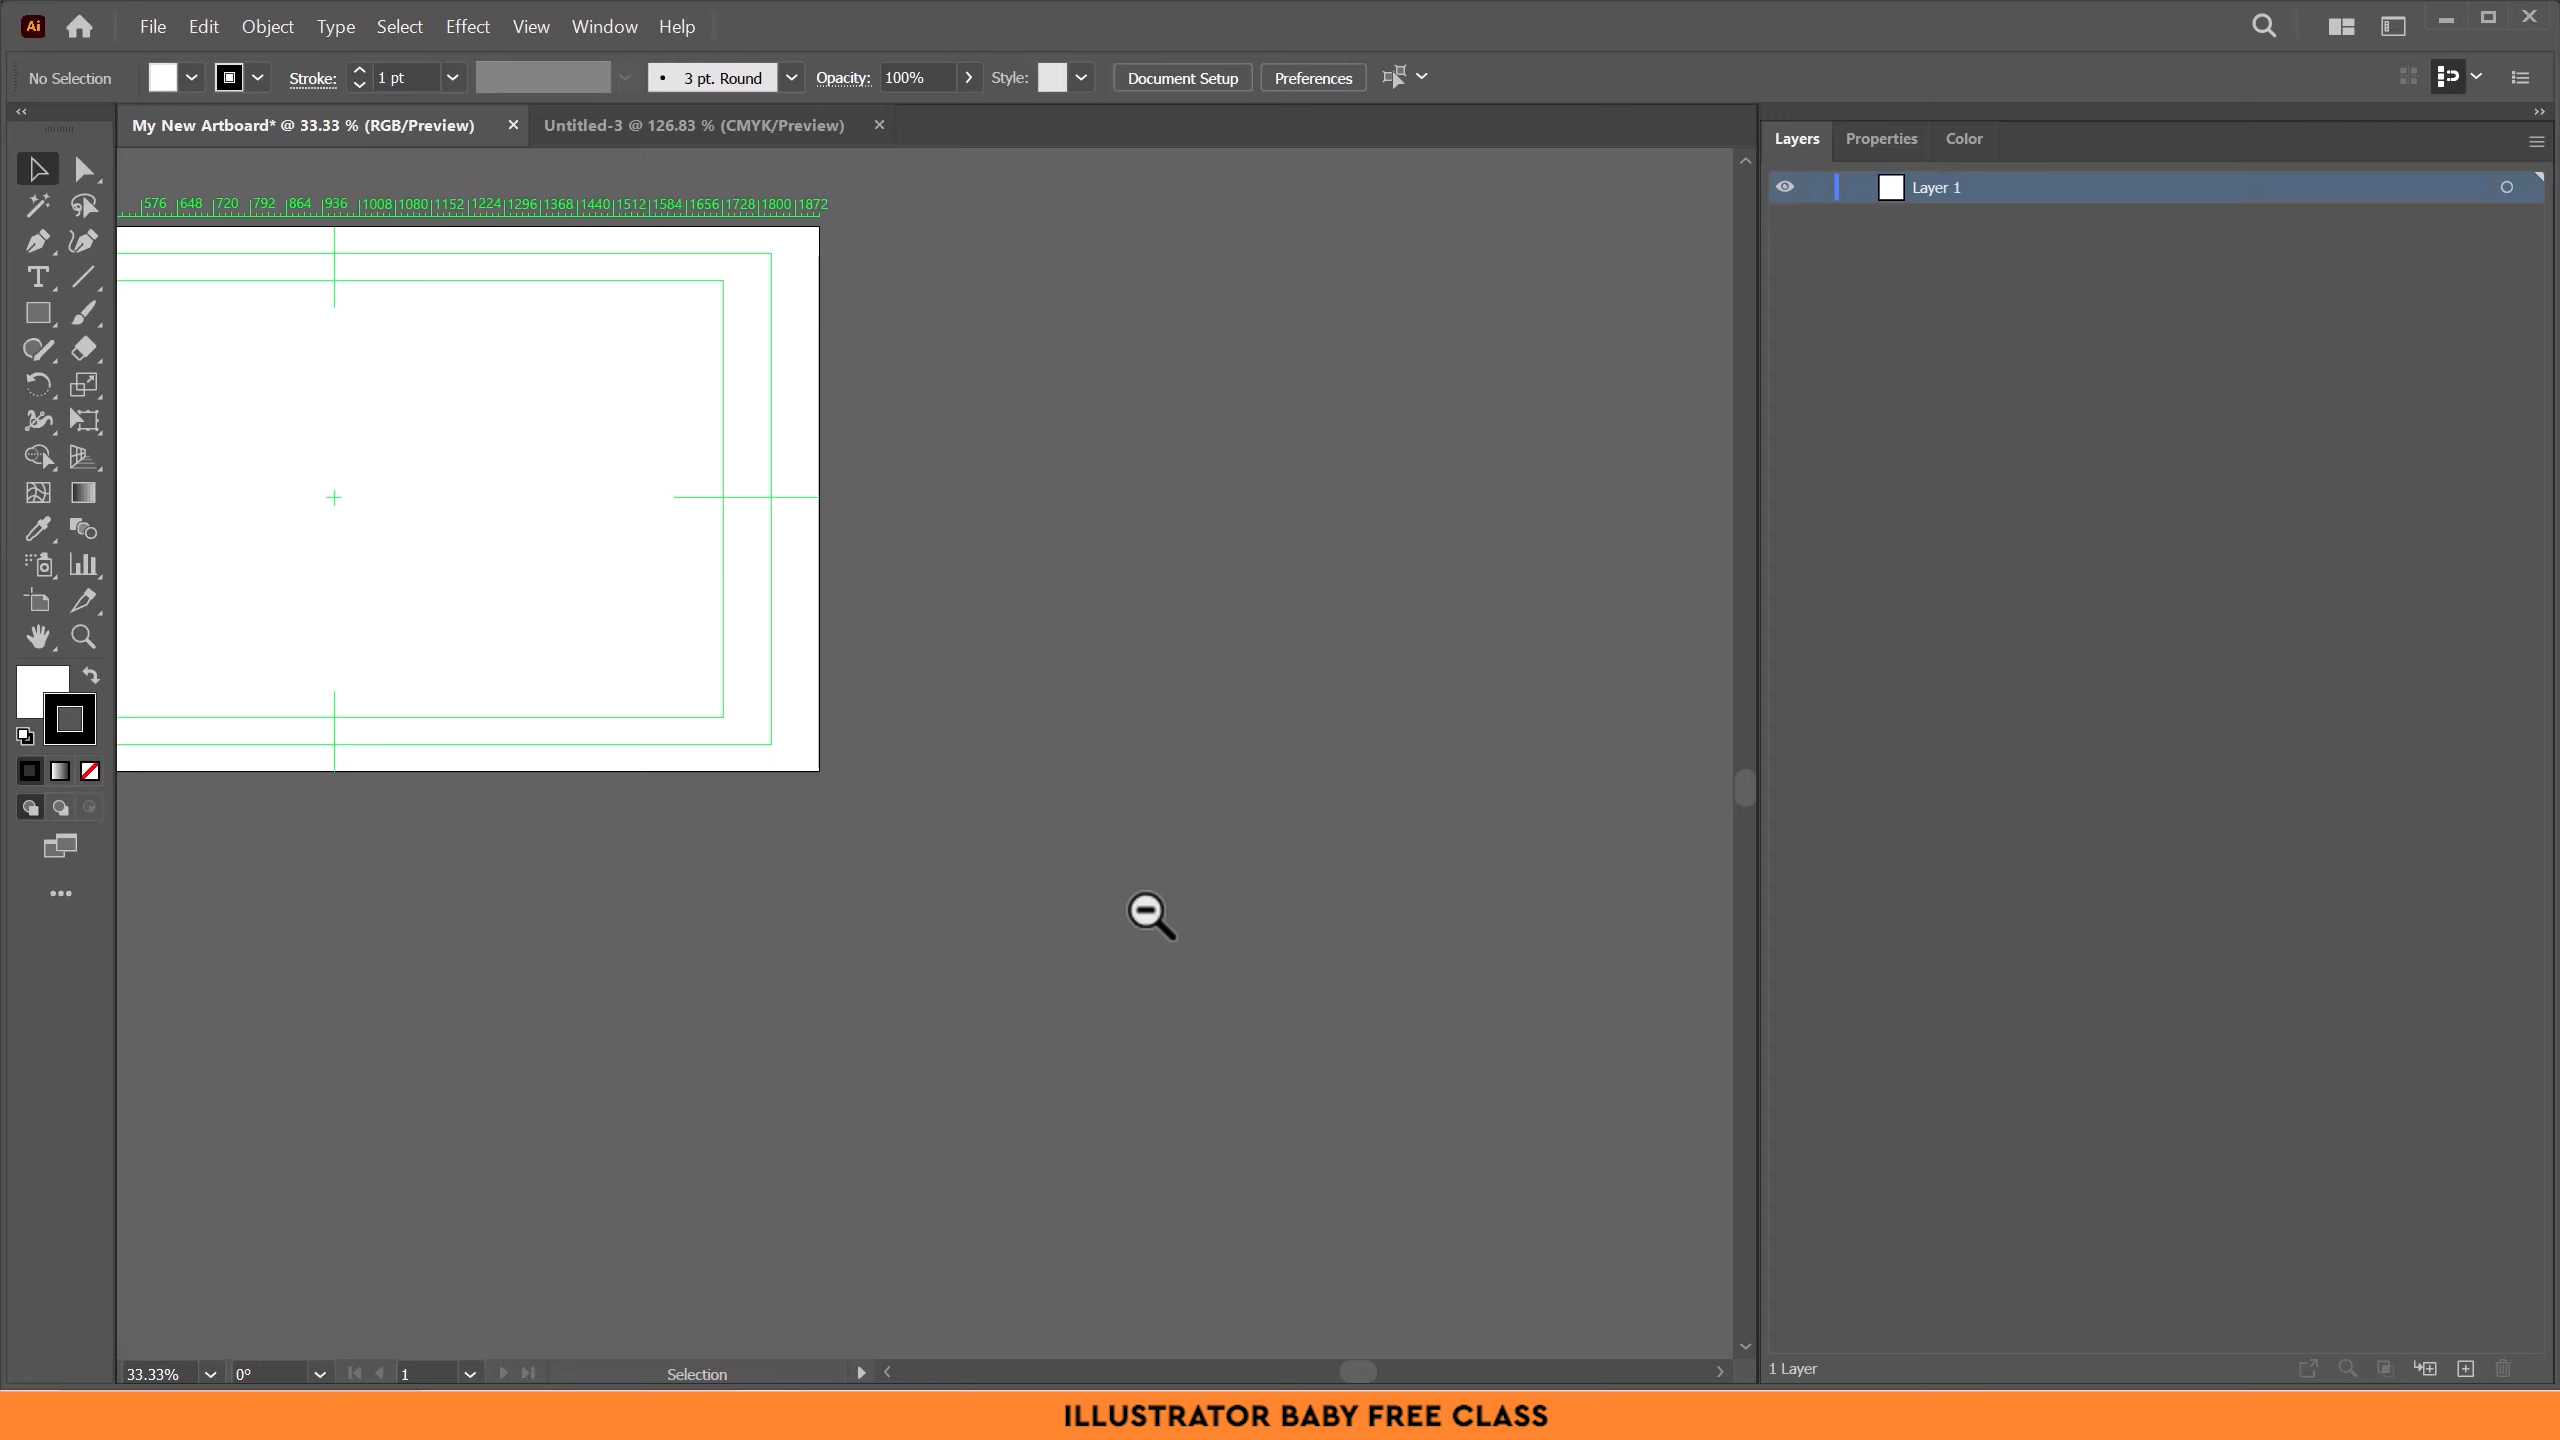 Ai File Edit Object Type Select Effect View Window Help
No Selection Stroke: 1 pt 3 pt. Round Opacity: 100% Style: Document Setup Preferences
My New Artboard* @ 33.33 % (RGB/Preview) Untitled-3 @ 126.83 % (CMYK/Preview)
Layers Properties Color
Layer 1
576 648 720 792 864 936 1008 1080 1152 1224 1296 1368 1440 1512 1584 1656 1728 1800 1872
33.33% 0° 1 Selection
1 Layer
ILLUSTRATOR BABY FREE CLASS